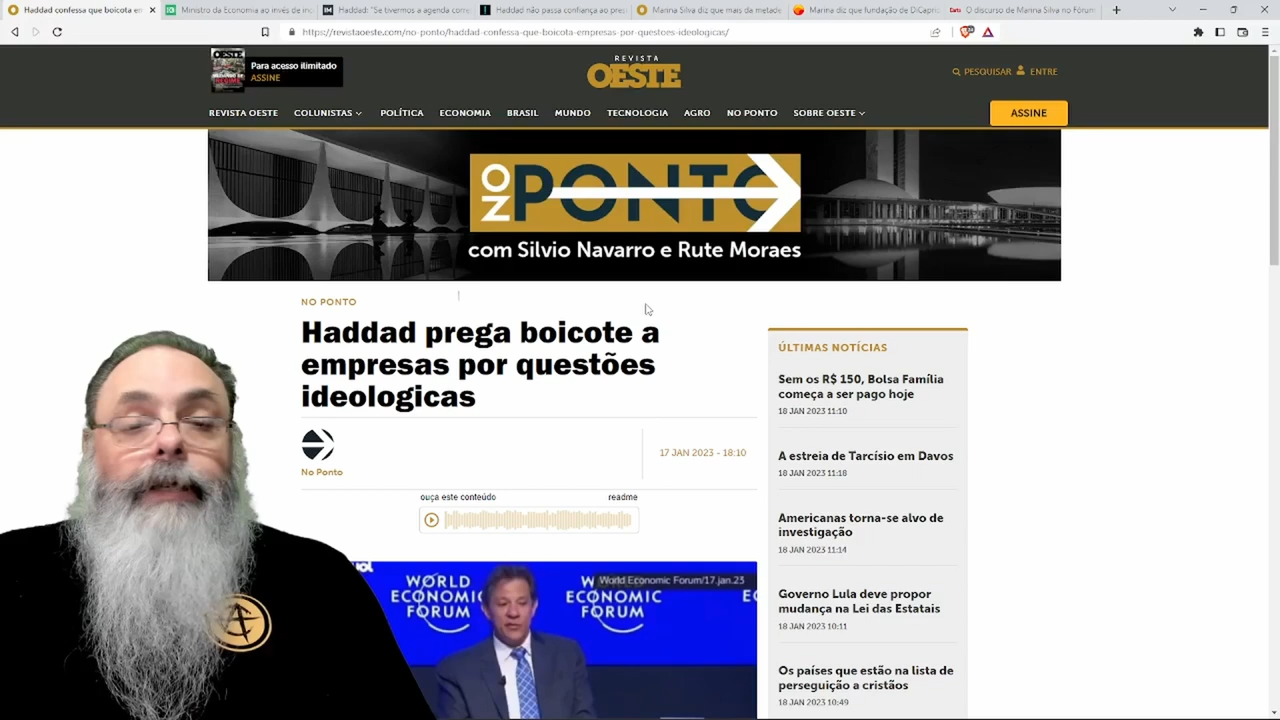 Haddad confessa que boicota em
Ministro da Economia ao invés de inc
Haddad: "Se tivermos a agenda corre
Haddad não passa confiança ao pres
Marina Silva diz que mais da metade
Marina diz que fundação de DiCapri
O discurso de Marina Silva no Fórum
https://revistaoeste.com/no-ponto/haddad-confessa-que-boicota-empresas-por-questoes-ideologicas/
OESTE
Para acesso ilimitado
ASSINE
REVISTA
OESTE
PESQUISAR
ENTRE
REVISTA OESTE
COLUNISTAS
POLÍTICA
ECONOMIA
BRASIL
MUNDO
TECNOLOGIA
AGRO
NO PONTO
SOBRE OESTE
ASSINE
NO PONTO
com Silvio Navarro e Rute Moraes
NO PONTO
Haddad prega boicote a
empresas por questões
ideologicas
No Ponto
17 JAN 2023 - 18:10
ouça este conteúdo
readme
World Economic Forum/17.jan.23
WORLD
ECONOMIC
FORUM
ECONOMIC
FORUM
ÚLTIMAS NOTÍCIAS
Sem os R$ 150, Bolsa Família
começa a ser pago hoje
18 JAN 2023 11:10
A estreia de Tarcísio em Davos
18 JAN 2023 11:18
Americanas torna-se alvo de
investigação
18 JAN 2023 11:14
Governo Lula deve propor
mudança na Lei das Estatais
18 JAN 2023 10:11
Os países que estão na lista de
perseguição a cristãos
18 JAN 2023 10:49